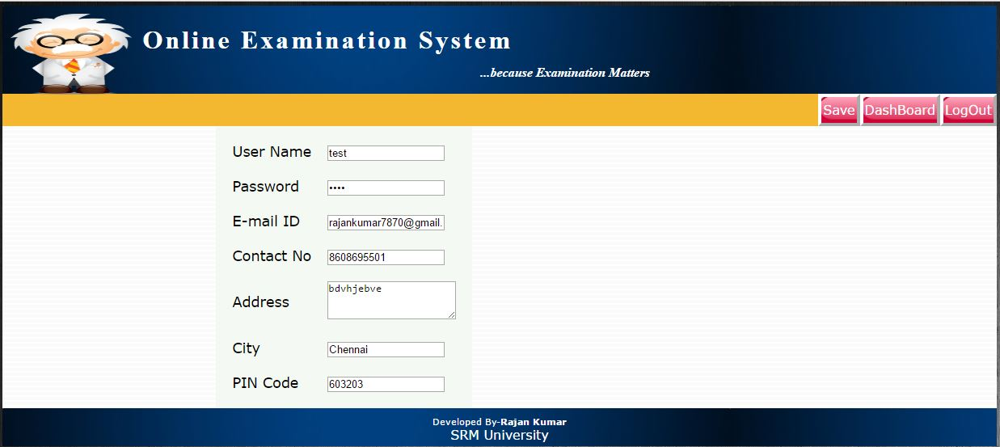 Online Examination System
...because Examination Matters
Save DashBoard LogOut
User Name test
Password ••••
E-mail ID rajankumar7870@gmail.
Contact No 8608695501
Address bdvhjebve
City Chennai
PIN Code 603203
Developed By-Rajan Kumar
SRM University